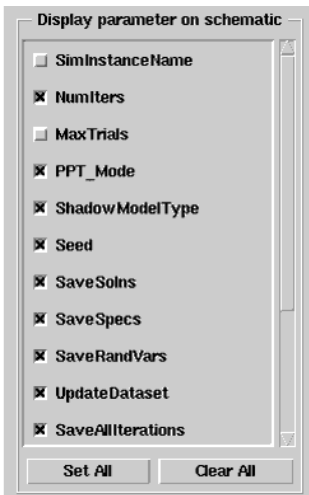 Display parameter on schematic
SimInstanceName
NumIters
MaxTrials
PPT_Mode
ShadowModelType
Seed
SaveSolns
SaveSpecs
SaveRandVars
UpdateDataset
SaveAllIterations
Set All Clear All